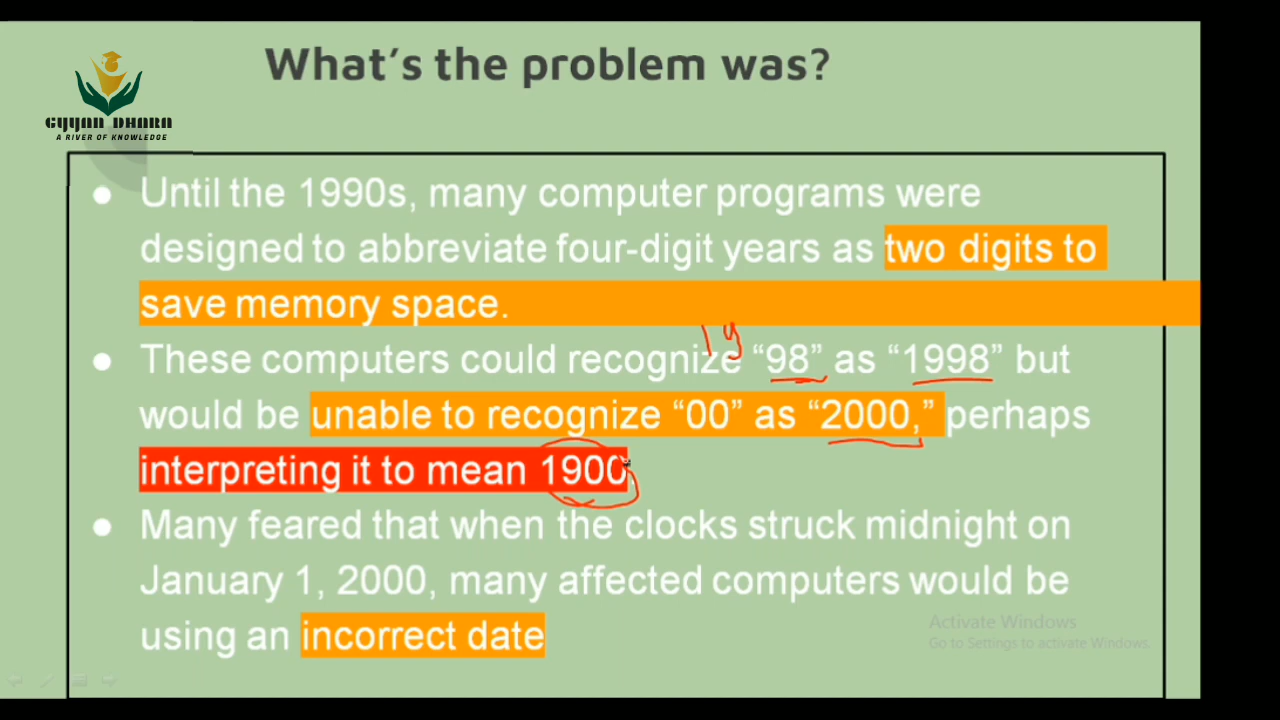 What's the problem was?
GYYAN DHARA
A RIVER OF KNOWLEDGE
● Until the 1990s, many computer programs were
designed to abbreviate four-digit years as two digits to
save memory space.
19
● These computers could recognize “98” as “1998” but
would be unable to recognize “00” as “2000,” perhaps
interpreting it to mean 1900.
● Many feared that when the clocks struck midnight on
January 1, 2000, many affected computers would be
using an incorrect date
Activate Windows
Go to Settings to activate Windows.